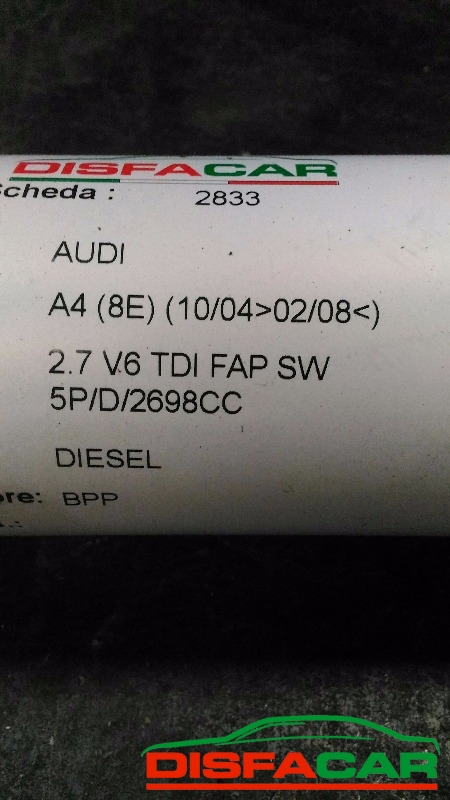 DISFACAR
Scheda : 2833
AUDI
A4 (8E) (10/04>02/08<)
2.7 V6 TDI FAP SW
5P/D/2698CC
DIESEL
ore: BPP
.:
DISFACAR